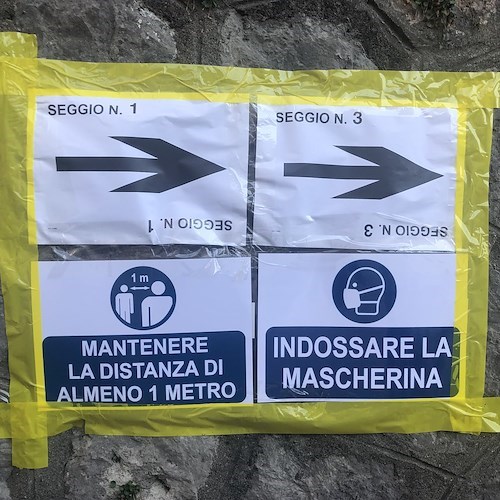 SEGGIO N. 1
SEGGIO N. 1
SEGGIO N. 3
SEGGIO N. 3
1 m
MANTENERE
LA DISTANZA DI
ALMENO 1 METRO
INDOSSARE LA
MASCHERINA